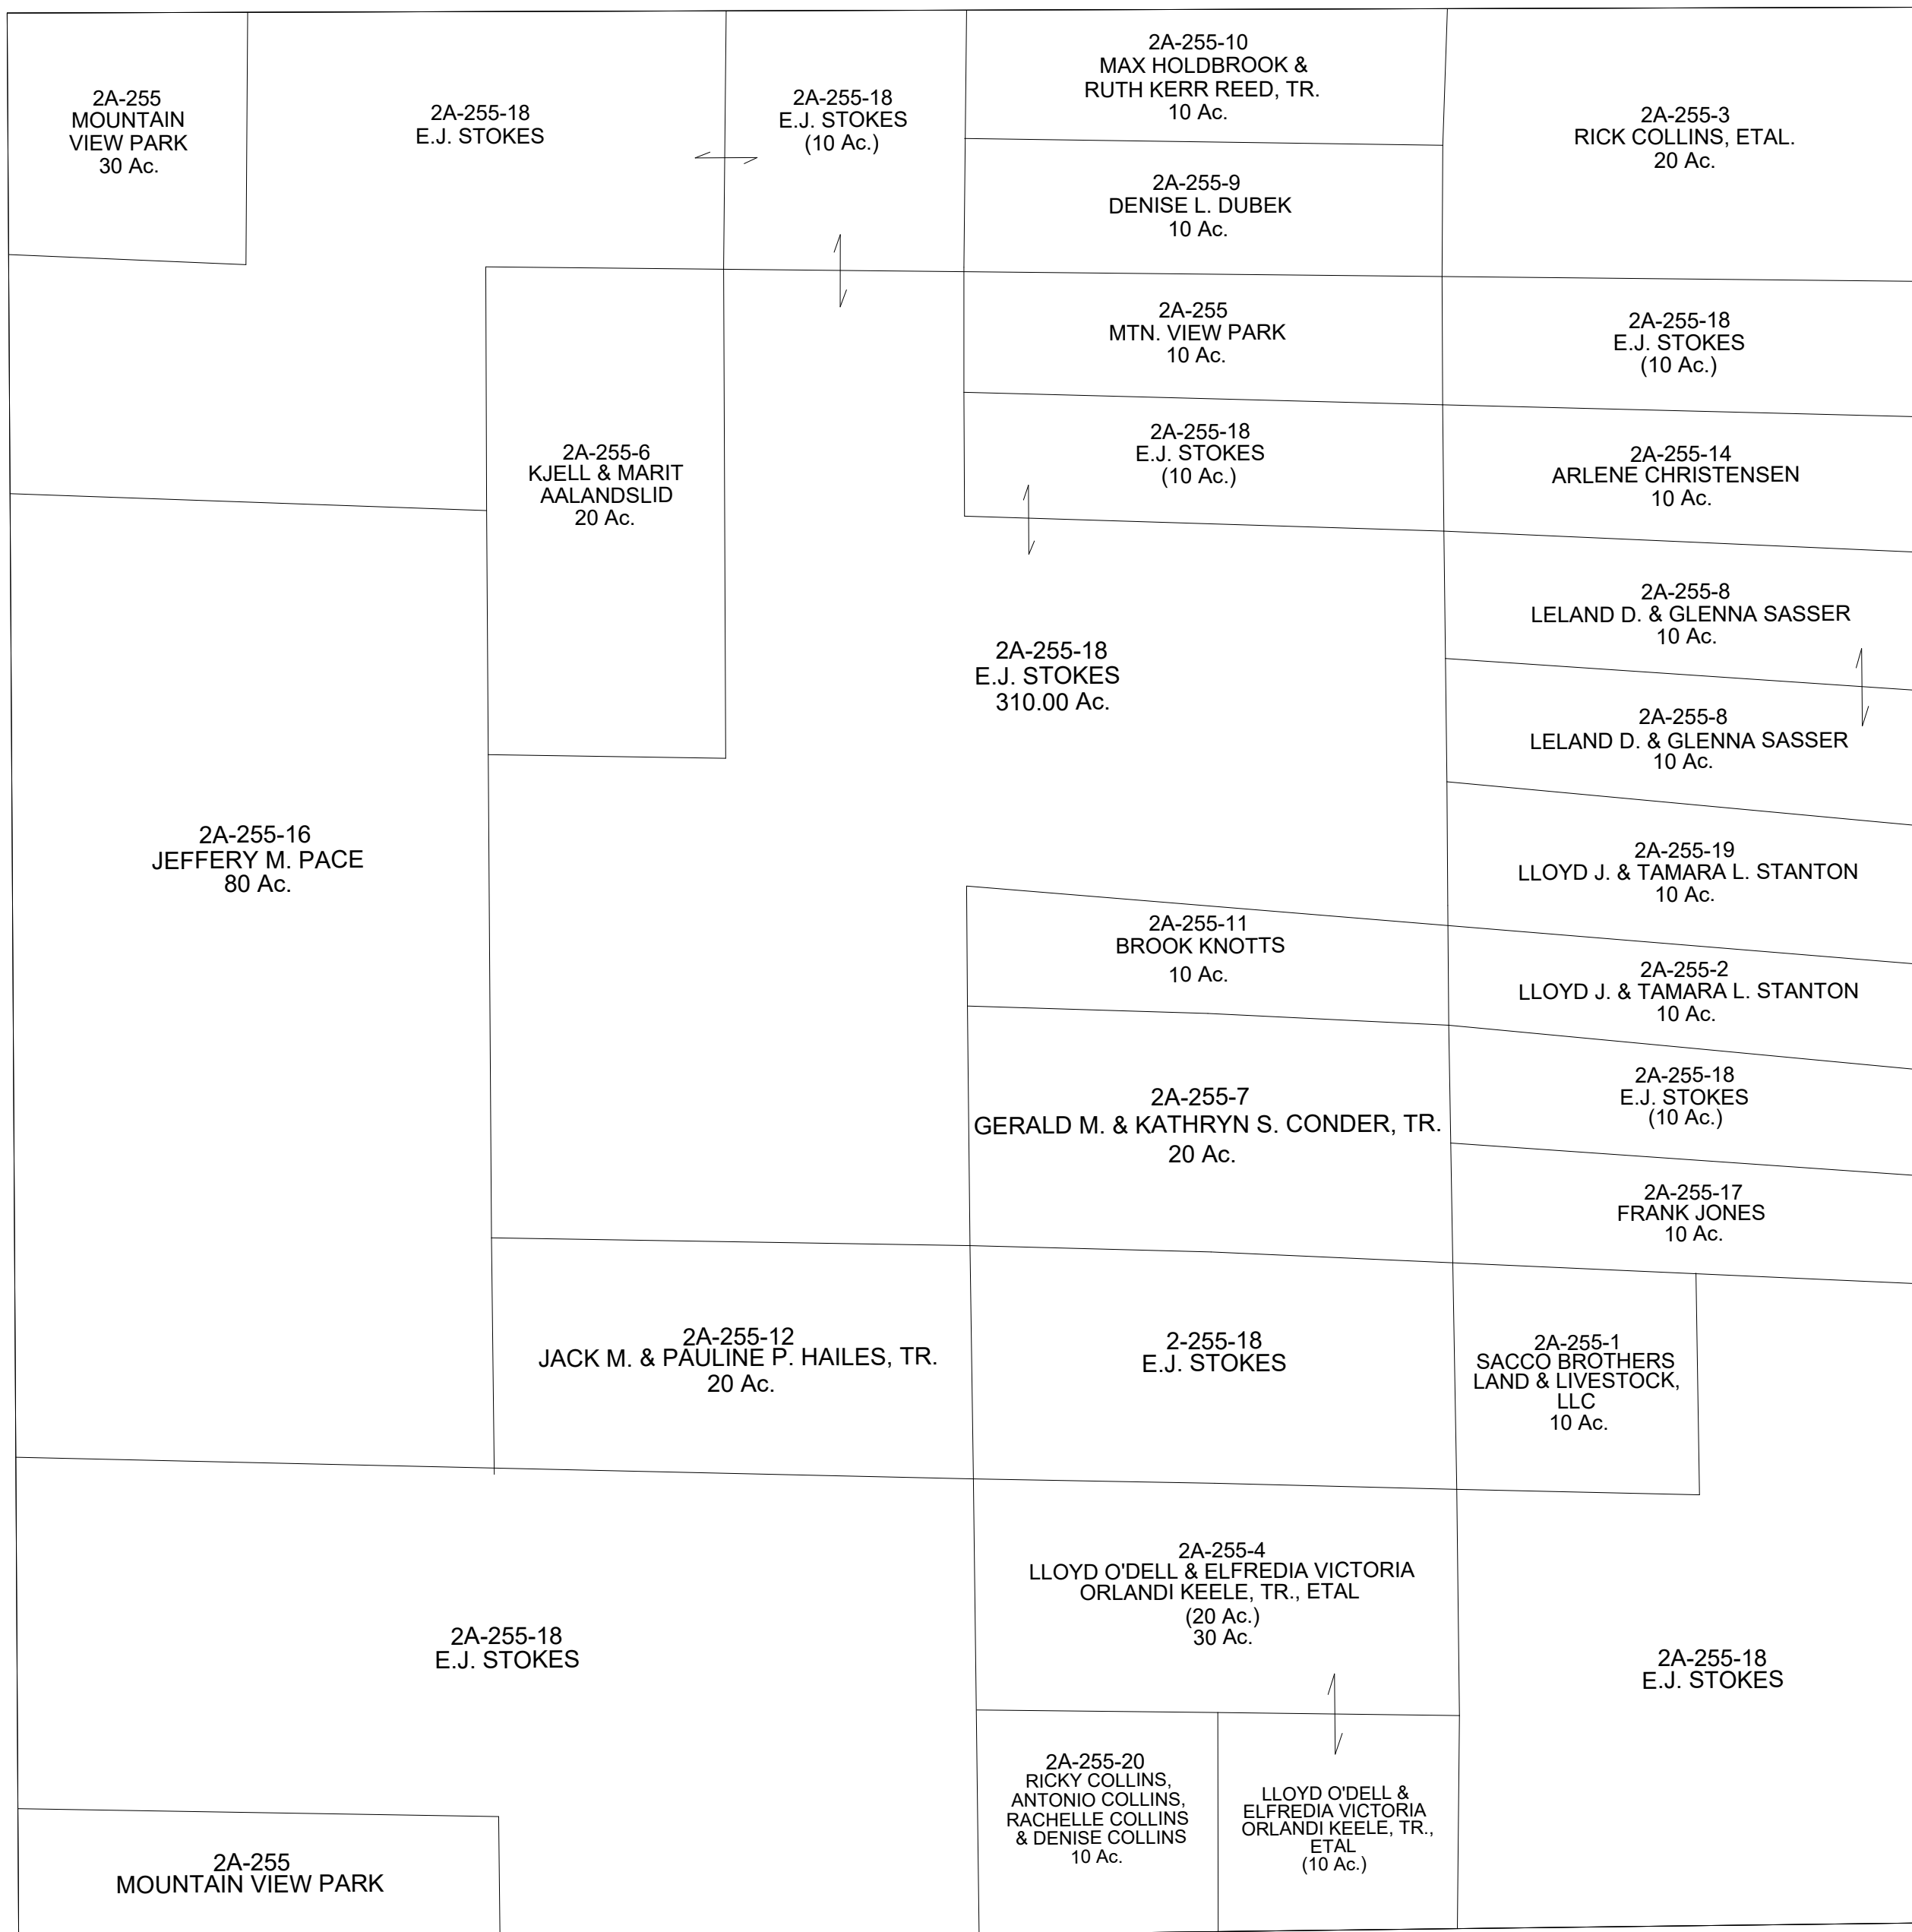 2A-255
MOUNTAIN
VIEW PARK
30 Ac.
2A-255-18
E.J. STOKES
2A-255-18
E.J. STOKES
(10 Ac.)
2A-255-10
MAX HOLDBROOK &
RUTH KERR REED, TR.
10 Ac.
2A-255-3
RICK COLLINS, ETAL.
20 Ac.
2A-255-9
DENISE L. DUBEK
10 Ac.
2A-255
MTN. VIEW PARK
10 Ac.
2A-255-18
E.J. STOKES
(10 Ac.)
2A-255-6
KJELL & MARIT
AALANDSLID
20 Ac.
2A-255-18
E.J. STOKES
(10 Ac.)
2A-255-14
ARLENE CHRISTENSEN
10 Ac.
2A-255-8
LELAND D. & GLENNA SASSER
10 Ac.
2A-255-18
E.J. STOKES
310.00 Ac.
2A-255-8
LELAND D. & GLENNA SASSER
10 Ac.
2A-255-16
JEFFERY M. PACE
80 Ac.
2A-255-19
LLOYD J. & TAMARA L. STANTON
10 Ac.
2A-255-11
BROOK KNOTTS
10 Ac.
2A-255-2
LLOYD J. & TAMARA L. STANTON
10 Ac.
2A-255-7
GERALD M. & KATHRYN S. CONDER, TR.
20 Ac.
2A-255-18
E.J. STOKES
(10 Ac.)
2A-255-17
FRANK JONES
10 Ac.
2A-255-12
JACK M. & PAULINE P. HAILES, TR.
20 Ac.
2-255-18
E.J. STOKES
2A-255-1
SACCO BROTHERS
LAND & LIVESTOCK,
LLC
10 Ac.
2A-255-18
E.J. STOKES
2A-255-4
LLOYD O'DELL & ELFREDIA VICTORIA
ORLANDI KEELE, TR., ETAL
(20 Ac.)
30 Ac.
2A-255-18
E.J. STOKES
2A-255-20
RICKY COLLINS,
ANTONIO COLLINS,
RACHELLE COLLINS
& DENISE COLLINS
10 Ac.
LLOYD O'DELL &
ELFREDIA VICTORIA
ORLANDI KEELE, TR.,
ETAL
(10 Ac.)
2A-255
MOUNTAIN VIEW PARK